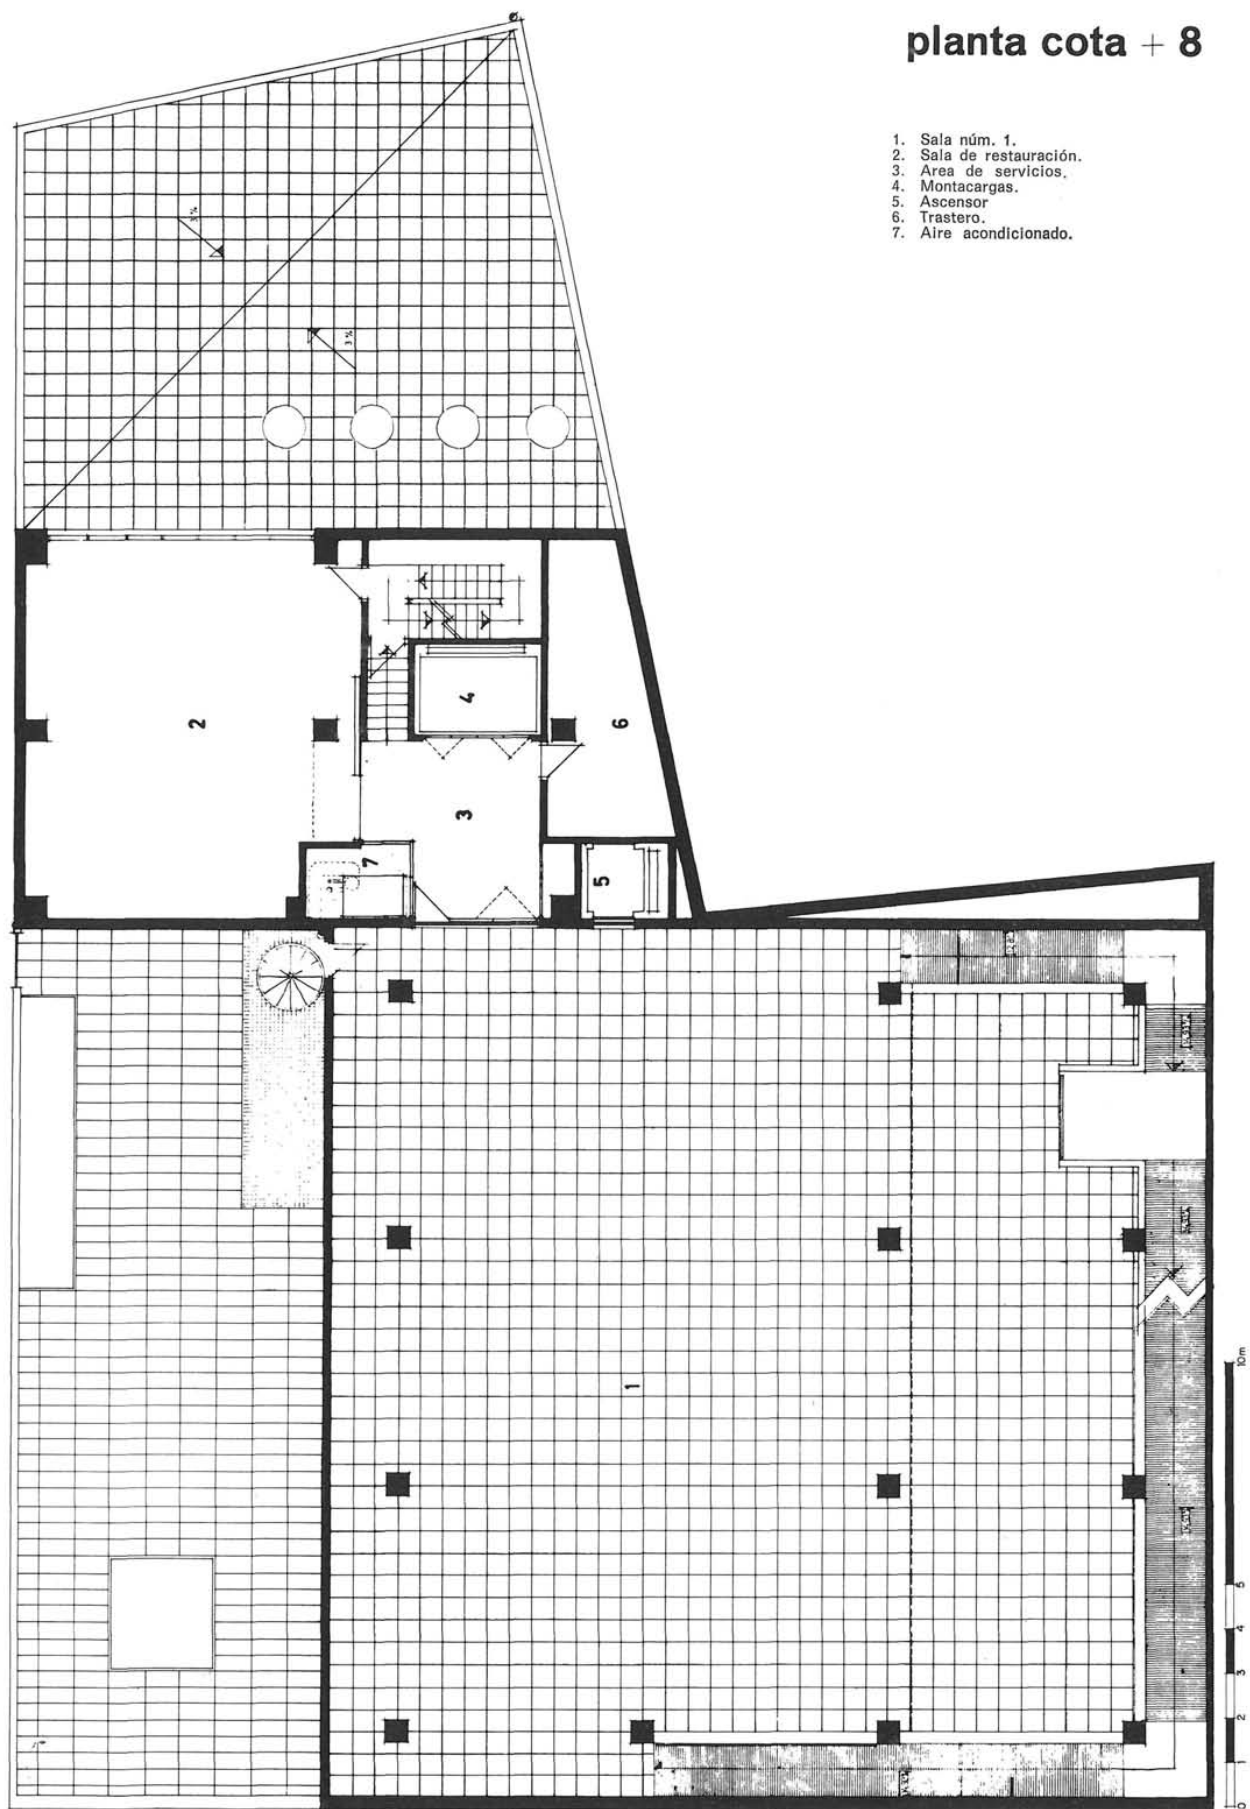 planta cota + 8
1. Sala núm. 1.
2. Sala de restauración.
3. Area de servicios.
4. Montacargas.
5. Ascensor
6. Trastero.
7. Aire acondicionado.
3%
3%
2
4
6
3
7
5
1
10m
5
4
3
2
1
0